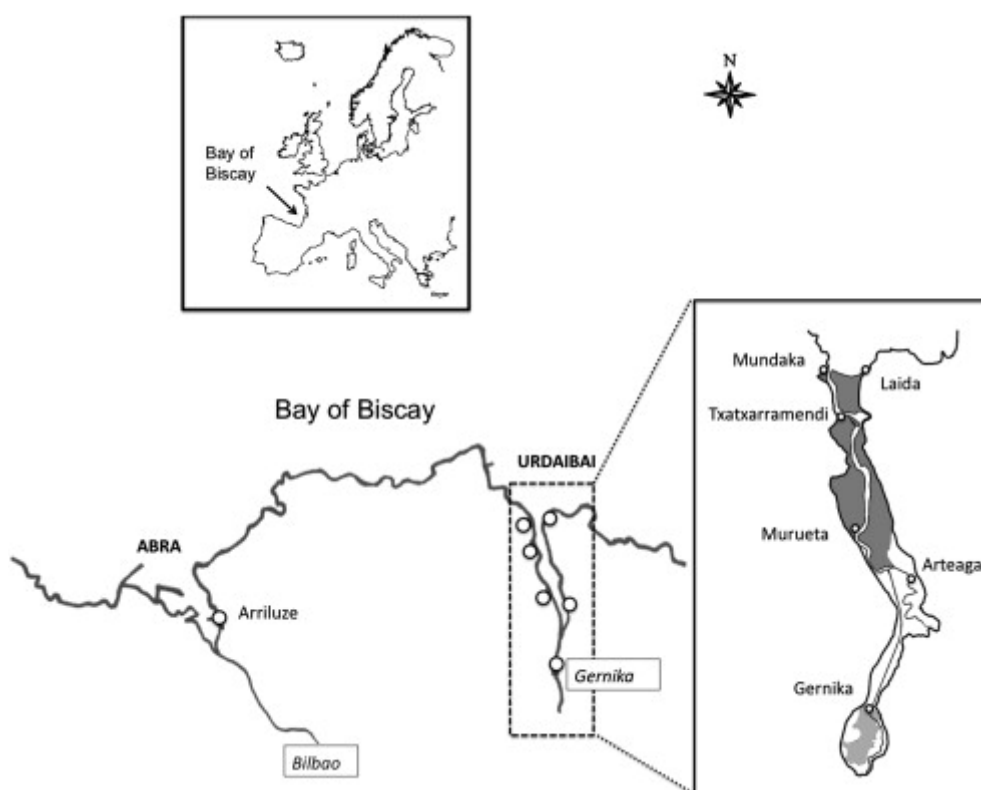 N
Bay of
Biscay
Bay of Biscay
URDAIBAI
ABRA
Arriluze
Gernika
Bilbao
Mundaka
Laida
Txatxarramendi
Murueta
Arteaga
Gernika